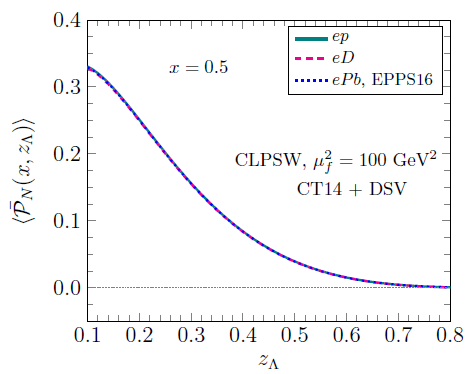 0.4
0.3
0.2
0.1
0.0
0.1 0.2 0.3 0.4 0.5 0.6 0.7 0.8
⟨𝒫̄_N(x, z_Λ)⟩
z_Λ
x = 0.5
ep
eD
ePb, EPPS16
CLPSW, μ_f^2 = 100 GeV^2
CT14 + DSV